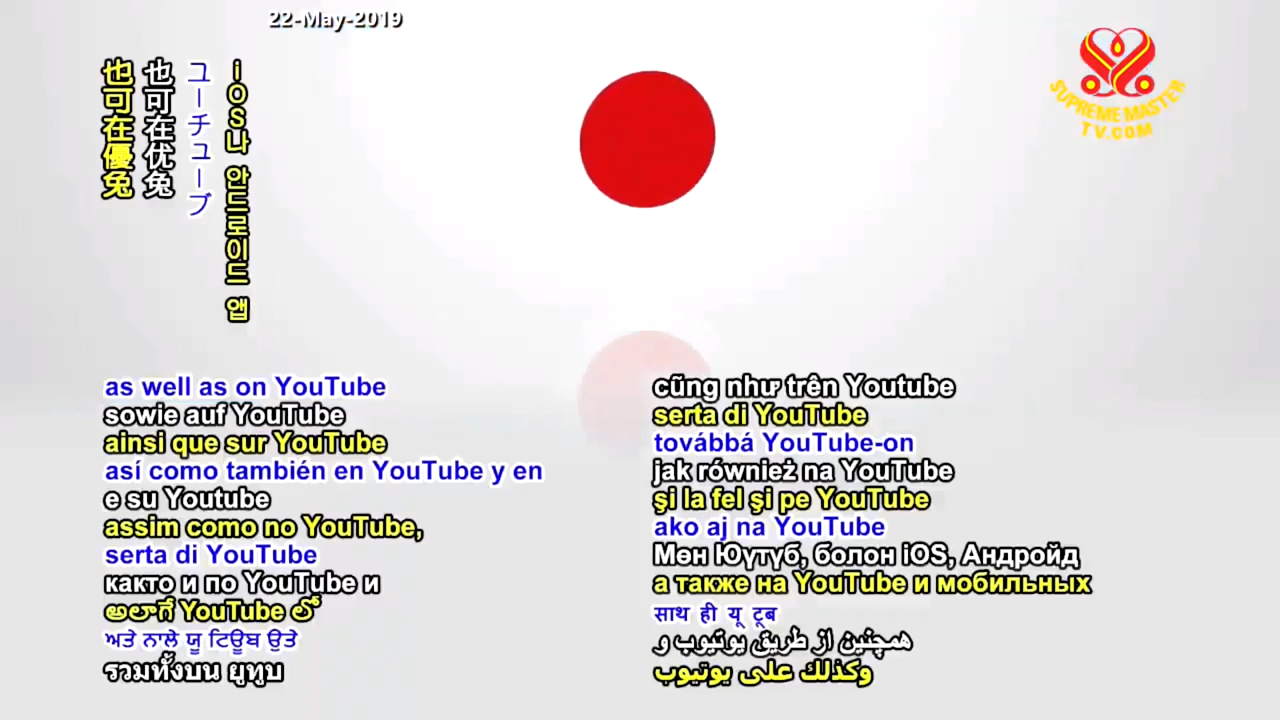 22-May-2019
SUPREME MASTER
TV.COM
也可在優兔
也可在优兔
ユーチューブ
iOS나 안드로이드 앱
as well as on YouTube
sowie auf YouTube
ainsi que sur YouTube
así como también en YouTube y en
e su Youtube
assim como no YouTube,
serta di YouTube
както и по YouTube и
అలాగే YouTube లో
ਅਤੇ ਨਾਲੇ ਯੂ ਟਿਊਬ ਉਤੇ
รวมทั้งบน ยูทูบ
cũng như trên Youtube
serta di YouTube
továbbá YouTube-on
jak również na YouTube
şi la fel şi pe YouTube
ako aj na YouTube
Мөн Юүтүб, болон iOS, Андройд
а также на YouTube и мобильных
साथ ही यू टूब
همچنین از طریق یوتیوب و
وكذلك على يوتيوب